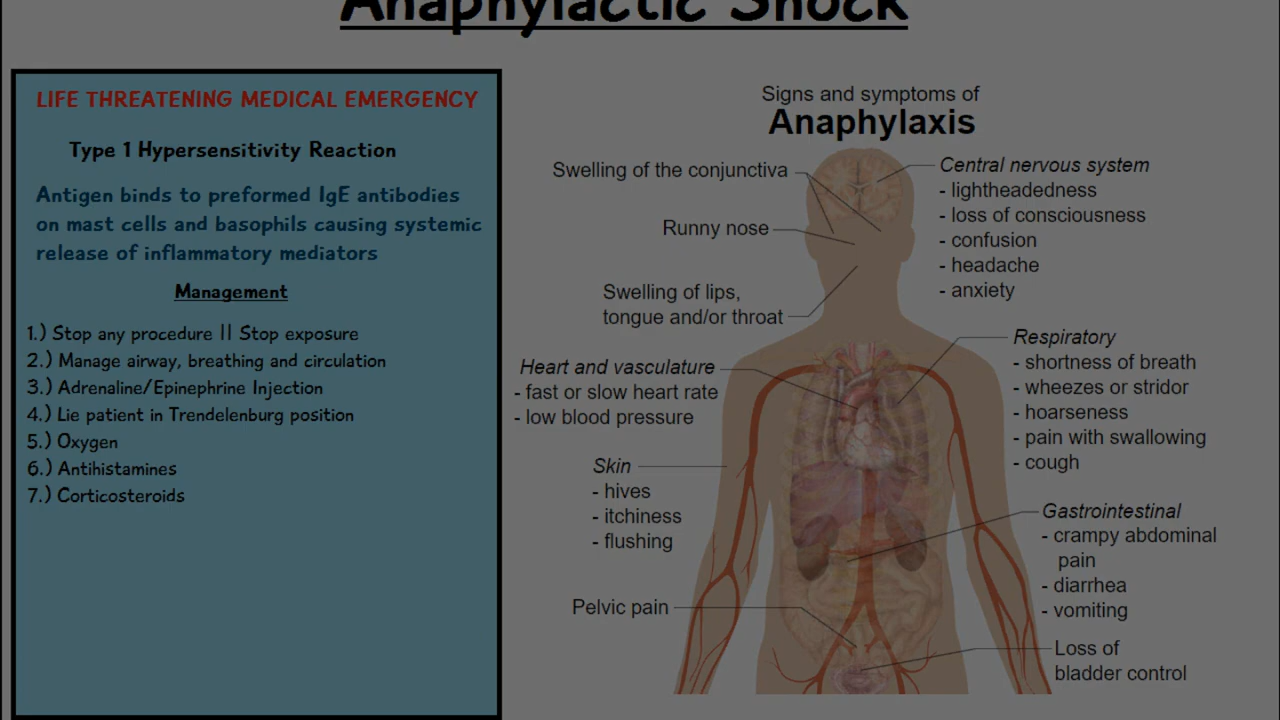 Anaphylactic Shock
LIFE THREATENING MEDICAL EMERGENCY
Type 1 Hypersensitivity Reaction
Antigen binds to preformed IgE antibodies
on mast cells and basophils causing systemic
release of inflammatory mediators
Management
1.) Stop any procedure || Stop exposure
2.) Manage airway, breathing and circulation
3.) Adrenaline/Epinephrine Injection
4.) Lie patient in Trendelenburg position
5.) Oxygen
6.) Antihistamines
7.) Corticosteroids
Signs and symptoms of
Anaphylaxis
Swelling of the conjunctiva
Runny nose
Swelling of lips,
tongue and/or throat
Heart and vasculature
- fast or slow heart rate
- low blood pressure
Skin
- hives
- itchiness
- flushing
Pelvic pain
Central nervous system
- lightheadedness
- loss of consciousness
- confusion
- headache
- anxiety
Respiratory
- shortness of breath
- wheezes or stridor
- hoarseness
- pain with swallowing
- cough
Gastrointestinal
- crampy abdominal
pain
- diarrhea
- vomiting
Loss of
bladder control